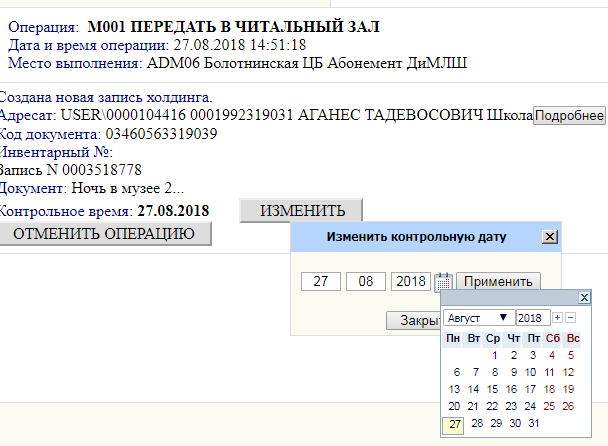 Операция: М001 ПЕРЕДАТЬ В ЧИТАЛЬНЫЙ ЗАЛ
Дата и время операции: 27.08.2018 14:51:18
Место выполнения: ADM06 Болотнинская ЦБ Абонемент ДиМЛШ
Создана новая запись холдинга.
Адресат: USER\0000104416 0001992319031 АГАНЕС ТАДЕВОСОВИЧ Школа Подробнее
Код документа: 03460563319039
Инвентарный №:
Запись N 0003518778
Документ: Ночь в музее 2...
Контрольное время: 27.08.2018 ИЗМЕНИТЬ
ОТМЕНИТЬ ОПЕРАЦИЮ
Изменить контрольную дату
27 08 2018 Применить
Закрыт
Август 2018
Пн Вт Ср Чт Пт Сб Вс
1 2 3 4 5
6 7 8 9 10 11 12
13 14 15 16 17 18 19
20 21 22 23 24 25 26
27 28 29 30 31